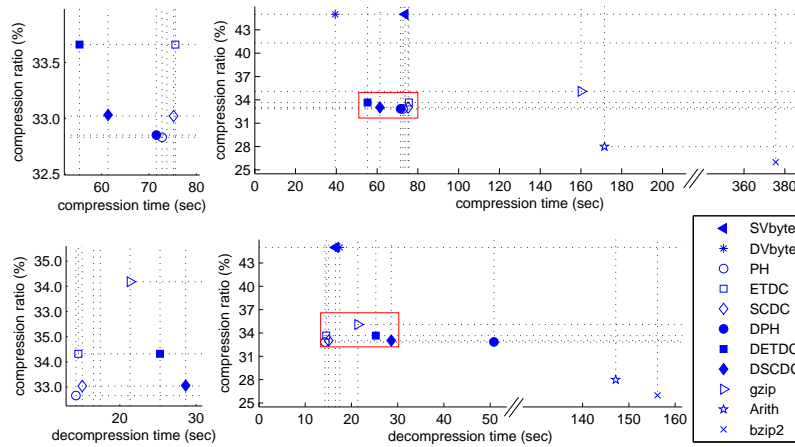 compression ratio (%)
33.5
33.0
32.5
60 70 80
compression time (sec)
compression ratio (%)
45
43
40
37
34
31
28
25
0 20 40 60 80 100 120 140 160 180 200 360 380
compression time (sec)
compression ratio (%)
35.0
35.0
34.0
33.0
20 30
decompression time (sec)
compression ratio (%)
45
43
40
37
34
31
28
25
0 10 20 30 40 50 140 160
decompression time (sec)
SVbyte
DVbyte
PH
ETDC
SCDC
DPH
DETDC
DSCDC
gzip
Arith
bzip2